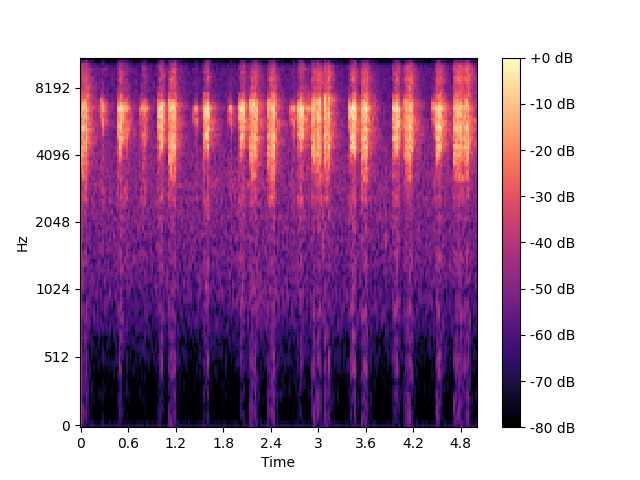 8192
4096
2048
1024
512
0
Hz
0 0.6 1.2 1.8 2.4 3 3.6 4.2 4.8
Time
+0 dB
-10 dB
-20 dB
-30 dB
-40 dB
-50 dB
-60 dB
-70 dB
-80 dB